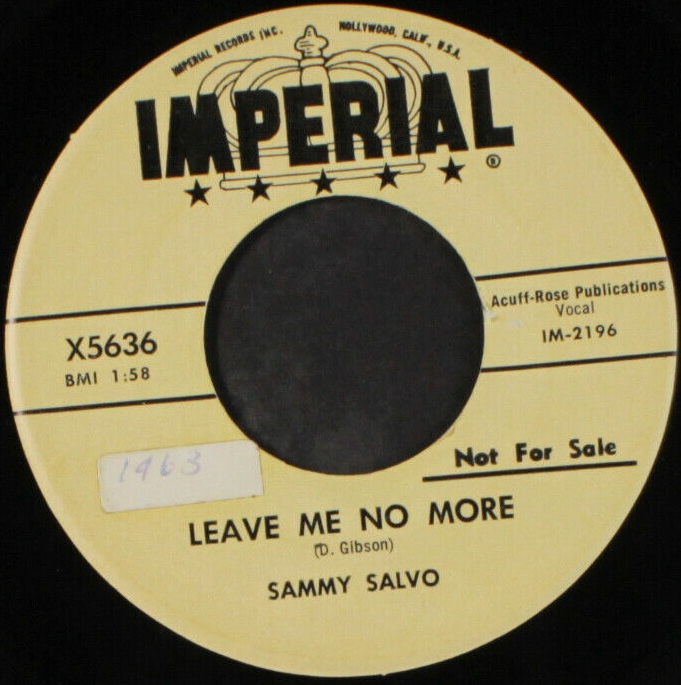 IMPERIAL RECORDS INC. HOLLYWOOD, CALIF., U.S.A.
IMPERIAL
®
Acuff-Rose Publications
Vocal
IM-2196
X5636
BMI 1:58
Not For Sale
1963
LEAVE ME NO MORE
(D. Gibson)
SAMMY SALVO